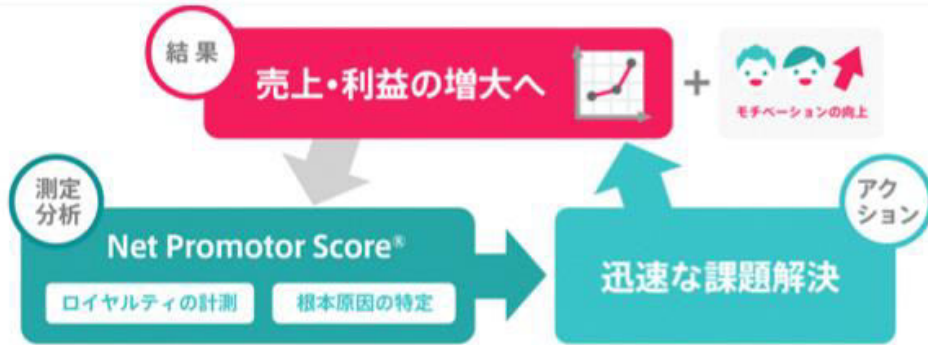 結果
売上・利益の増大へ
+
モチベーションの向上
測定
分析
Net Promotor Score®
ロイヤルティの計測
根本原因の特定
アク
ション
迅速な課題解決